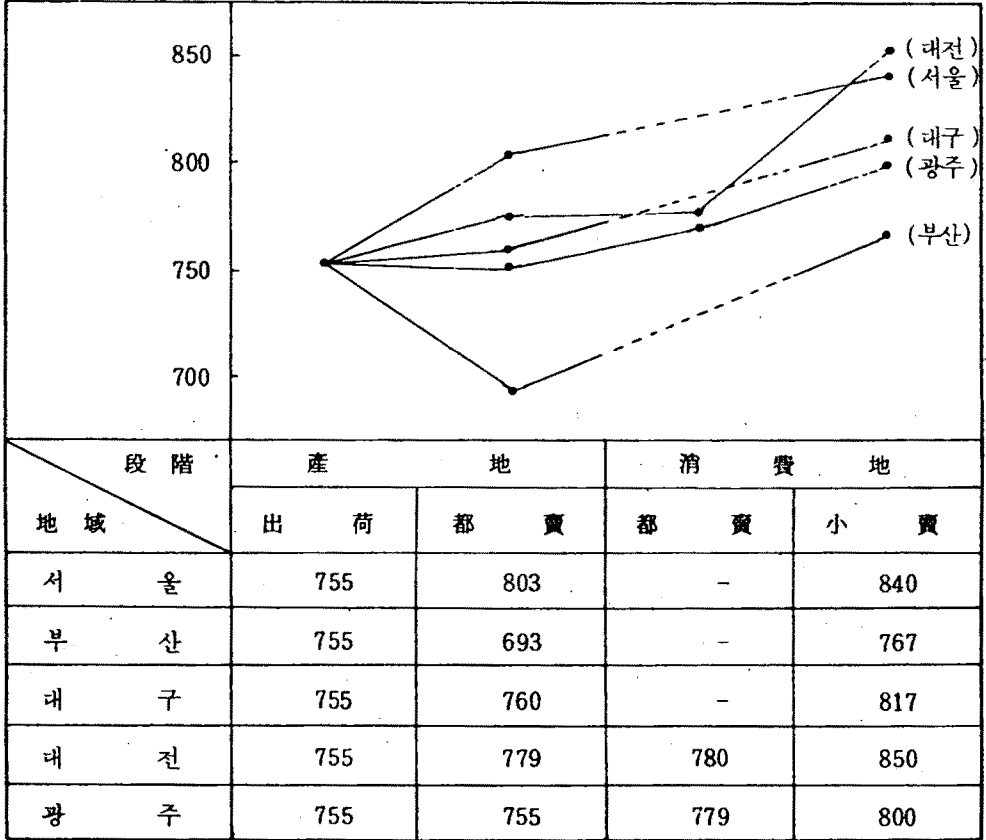 850
(대전)
(서울)
800
(대구)
(광주)
750
(부산)
700
段 階 產 地 消 費 地
地 域 出 荷 都 賣 都 賣 小 賣
서 울 755 803 - 840
부 산 755 693 - 767
대 구 755 760 - 817
대 전 755 779 780 850
광 주 755 755 779 800